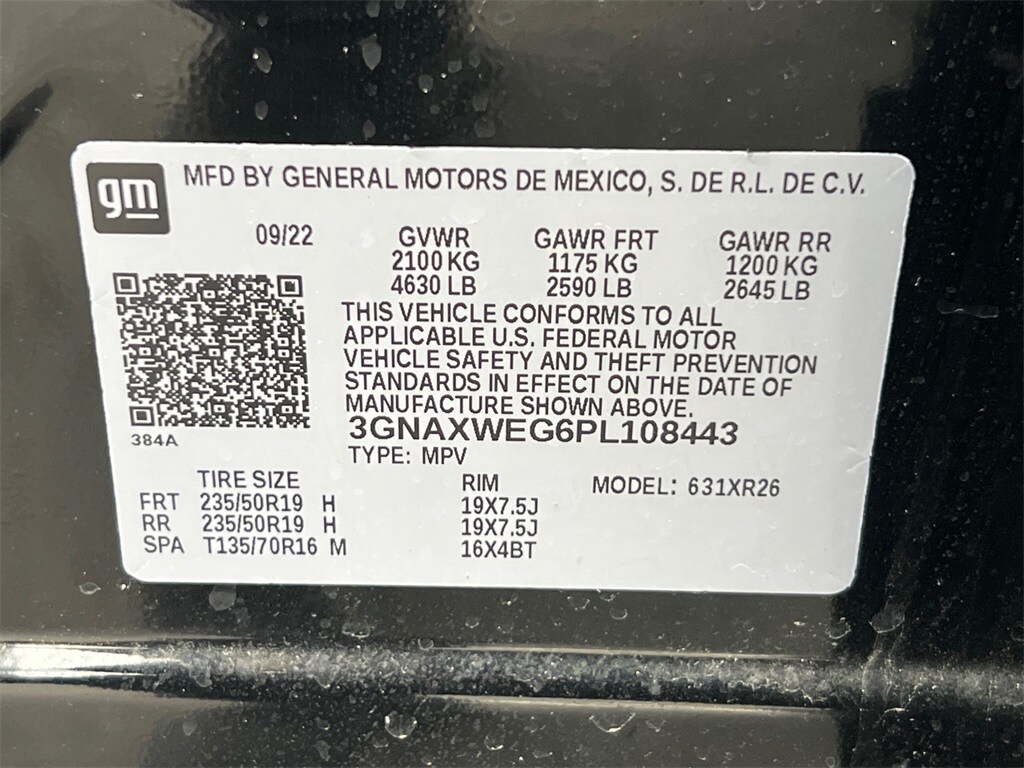 gm
MFD BY GENERAL MOTORS DE MEXICO, S. DE R.L. DE C.V.
09/22 GVWR GAWR FRT GAWR RR
2100 KG 1175 KG 1200 KG
4630 LB 2590 LB 2645 LB
THIS VEHICLE CONFORMS TO ALL
APPLICABLE U.S. FEDERAL MOTOR
VEHICLE SAFETY AND THEFT PREVENTION
STANDARDS IN EFFECT ON THE DATE OF
MANUFACTURE SHOWN ABOVE.
384A
3GNAXWEG6PL108443
TYPE: MPV
TIRE SIZE RIM MODEL: 631XR26
FRT 235/50R19 H 19X7.5J
RR 235/50R19 H 19X7.5J
SPA T135/70R16 M 16X4BT